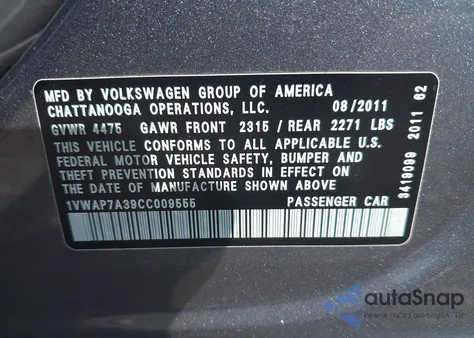 MFD BY VOLKSWAGEN GROUP OF AMERICA
CHATTANOOGA OPERATIONS, LLC. 08/2011
GVWR 4475 GAWR FRONT 2315 / REAR 2271 LBS
THIS VEHICLE CONFORMS TO ALL APPLICABLE U.S.
FEDERAL MOTOR VEHICLE SAFETY, BUMPER AND
THEFT PREVENTION STANDARDS IN EFFECT ON
THE DATE OF MANUFACTURE SHOWN ABOVE.
1VWAP7A39CC009555 PASSENGER CAR
3419099 2011 62
autoSnap